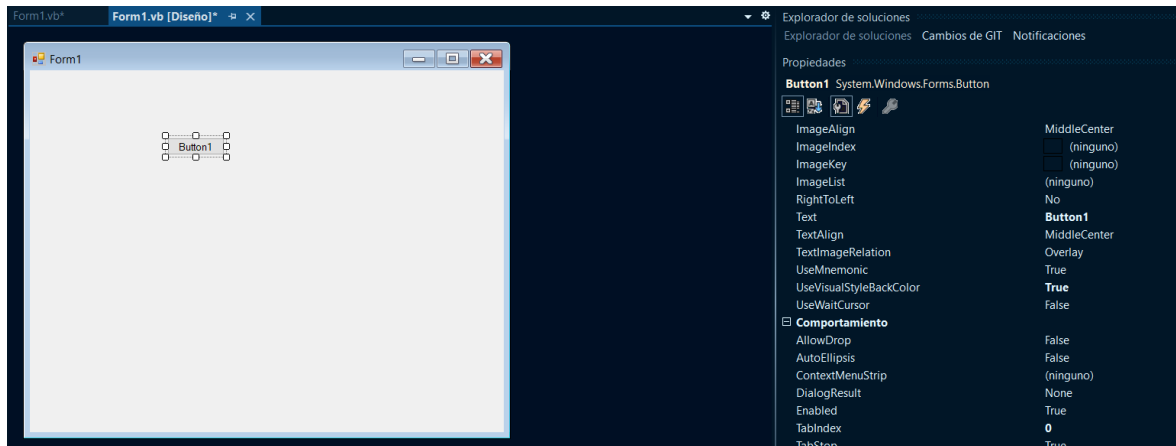 Form1.vb*
Form1.vb [Diseño]*
Form1
Button1
Explorador de soluciones
Explorador de soluciones Cambios de GIT Notificaciones
Propiedades
Button1 System.Windows.Forms.Button
ImageAlign MiddleCenter
ImageIndex (ninguno)
ImageKey (ninguno)
ImageList (ninguno)
RightToLeft No
Text Button1
TextAlign MiddleCenter
TextImageRelation Overlay
UseMnemonic True
UseVisualStyleBackColor True
UseWaitCursor False
Comportamiento
AllowDrop False
AutoEllipsis False
ContextMenuStrip (ninguno)
DialogResult None
Enabled True
TabIndex 0
TabStop True